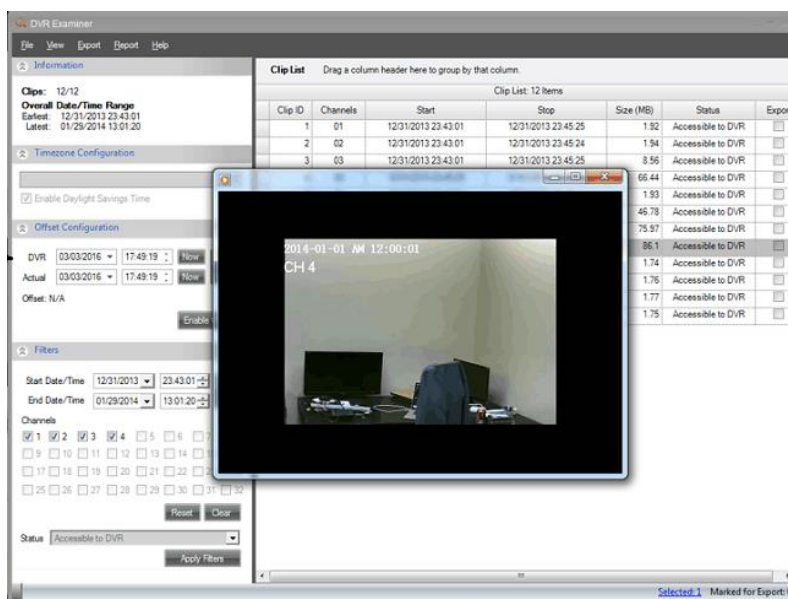 DVR Examiner
File View Export Report Help
Information
Clips: 12/12
Overall Date/Time Range
Earliest: 12/31/2013 23:43:01
Latest: 01/29/2014 13:01:20
Timezone Configuration
Enable Daylight Savings Time
Offset Configuration
DVR 03/03/2016 17:49:19 Now
Actual 03/03/2016 17:49:19 Now
Offset: N/A
Enable
Filters
Start Date/Time 12/31/2013 23:43:01
End Date/Time 01/29/2014 13:01:20
Channels
1 2 3 4 5 6 7
9 10 11 12 13 14
17 18 19 20 21 22
25 26 27 28 29 30 31 32
Reset Clear
Status Accessible to DVR
Apply Filters
Clip List Drag a column header here to group by that column.
Clip List: 12 Items
Clip ID Channels Start Stop Size (MB) Status Expor
1 01 12/31/2013 23:43:01 12/31/2013 23:45:25 1.92 Accessible to DVR
2 02 12/31/2013 23:43:01 12/31/2013 23:45:24 1.94 Accessible to DVR
3 03 12/31/2013 23:43:01 12/31/2013 23:45:25 8.56 Accessible to DVR
66.44 Accessible to DVR
1.93 Accessible to DVR
46.78 Accessible to DVR
75.97 Accessible to DVR
86.1 Accessible to DVR
1.74 Accessible to DVR
1.76 Accessible to DVR
1.77 Accessible to DVR
1.75 Accessible to DVR
2014-01-01 AM 12:00:01
CH 4
Selected: 1 Marked for Export: